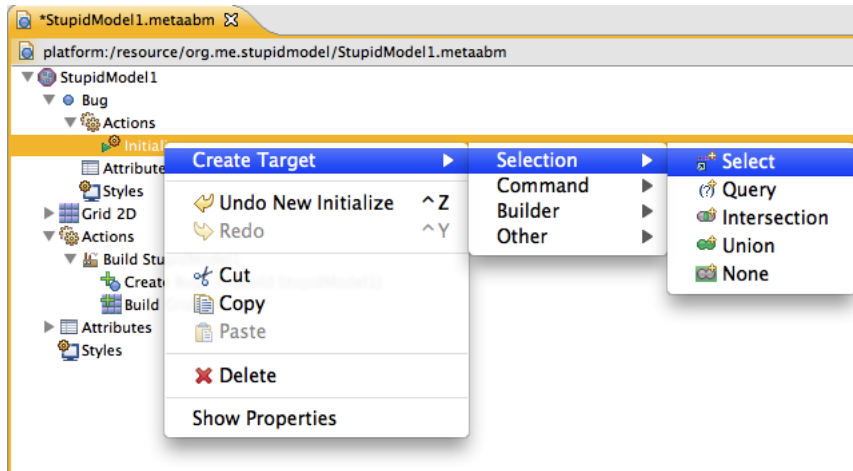 *StupidModel1.metaabm
platform:/resource/org.me.stupidmodel/StupidModel1.metaabm
StupidModel1
Bug
Actions
Initiali
Attribute
Styles
Grid 2D
Actions
Build Stu
Create
Build
Attributes
Styles
Create Target
Undo New Initialize ^Z
Redo ^Y
Cut
Copy
Paste
Delete
Show Properties
Selection
Command
Builder
Other
Select
Query
Intersection
Union
None